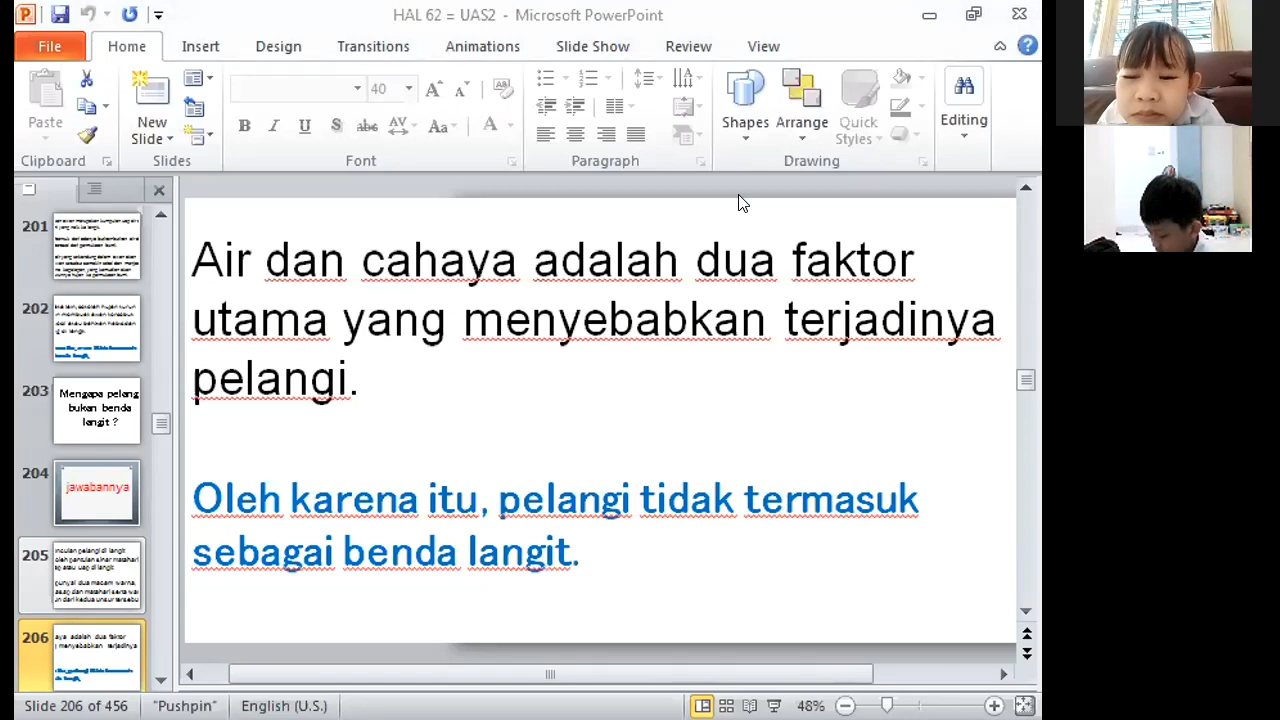 HAL 62 = UAS2 - Microsoft PowerPoint
File Home Insert Design Transitions Animations Slide Show Review View
Paste
New
Slide
40
Shapes
Arrange
Quick
Styles
Editing
Clipboard Slides Font Paragraph Drawing
201
202
203
Mengapa pelang
bukan benda
langit ?
204
jawabannya
205
206
Air dan cahaya adalah dua faktor
utama yang menyebabkan terjadinya
pelangi.
Oleh karena itu, pelangi tidak termasuk
sebagai benda langit.
Slide 206 of 456 "Pushpin" English (U.S.) 48%